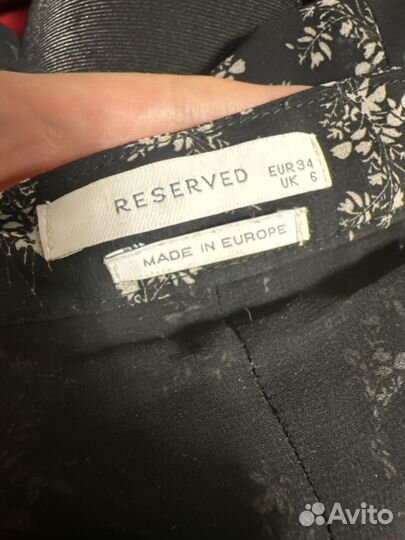 RESERVED
EUR 34
UK 6
MADE IN EUROPE
Avito